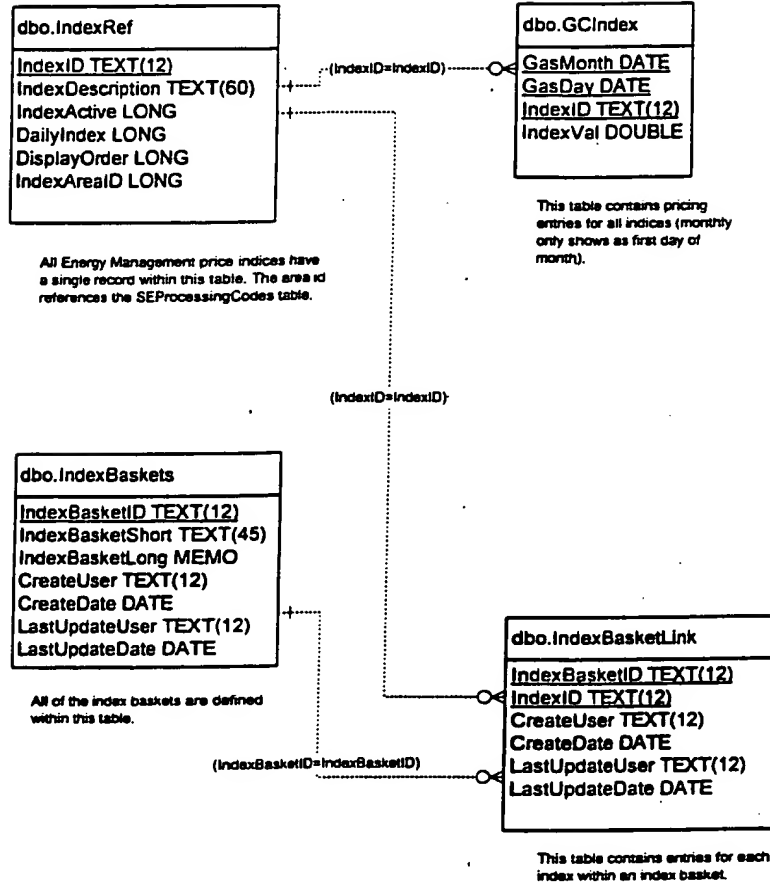 dbo.IndexRef
IndexID TEXT(12)
IndexDescription TEXT(60)
IndexActive LONG
DailyIndex LONG
DisplayOrder LONG
IndexAreaID LONG
All Energy Management price indices have
a single record within this table. The area id
references the SEProcessingCodes table.
(IndexID=IndexID)
dbo.GCIndex
GasMonth DATE
GasDay DATE
IndexID TEXT(12)
IndexVal DOUBLE
This table contains pricing
entries for all indices (monthly
only shows as first day of
month).
(IndexID=IndexID)
dbo.IndexBaskets
IndexBasketID TEXT(12)
IndexBasketShort TEXT(45)
IndexBasketLong MEMO
CreateUser TEXT(12)
CreateDate DATE
LastUpdateUser TEXT(12)
LastUpdateDate DATE
All of the index baskets are defined
within this table.
(IndexBasketID=IndexBasketID)
dbo.IndexBasketLink
IndexBasketID TEXT(12)
IndexID TEXT(12)
CreateUser TEXT(12)
CreateDate DATE
LastUpdateUser TEXT(12)
LastUpdateDate DATE
This table contains entries for each
index within an index basket.